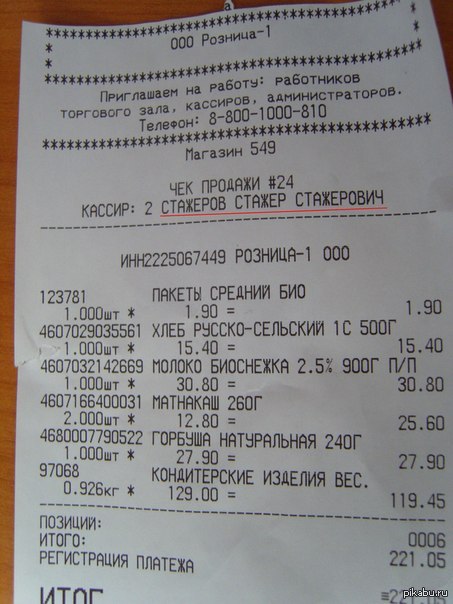 **********************************
* ООО Розница-1 *
* *
**********************************
Приглашаем на работу: работников
торгового зала, кассиров, администраторов.
Телефон: 8-800-1000-810
**********************************
Магазин 549
ЧЕК ПРОДАЖИ #24
КАССИР: 2 СТАЖЕРОВ СТАЖЕР СТАЖЕРОВИЧ
ИНН2225067449 РОЗНИЦА-1 ООО
123781 ПАКЕТЫ СРЕДНИЙ БИО
1.000шт * 1.90 = 1.90
4607029035561 ХЛЕБ РУССКО-СЕЛЬСКИЙ 1С 500Г
1.000шт * 15.40 = 15.40
4607032142669 МОЛОКО БИОСНЕЖКА 2.5% 900Г П/П
1.000шт * 30.80 = 30.80
4607166400031 МАТНАКАШ 260Г
2.000шт * 12.80 = 25.60
4680007790522 ГОРБУША НАТУРАЛЬНАЯ 240Г
1.000шт * 27.90 = 27.90
97068 КОНДИТЕРСКИЕ ИЗДЕЛИЯ ВЕС.
0.926кг * 129.00 = 119.45
ПОЗИЦИИ:
ИТОГО: 0006
РЕГИСТРАЦИЯ ПЛАТЕЖА 221.05
ИТОГ ≡221.05
pikabu.ru